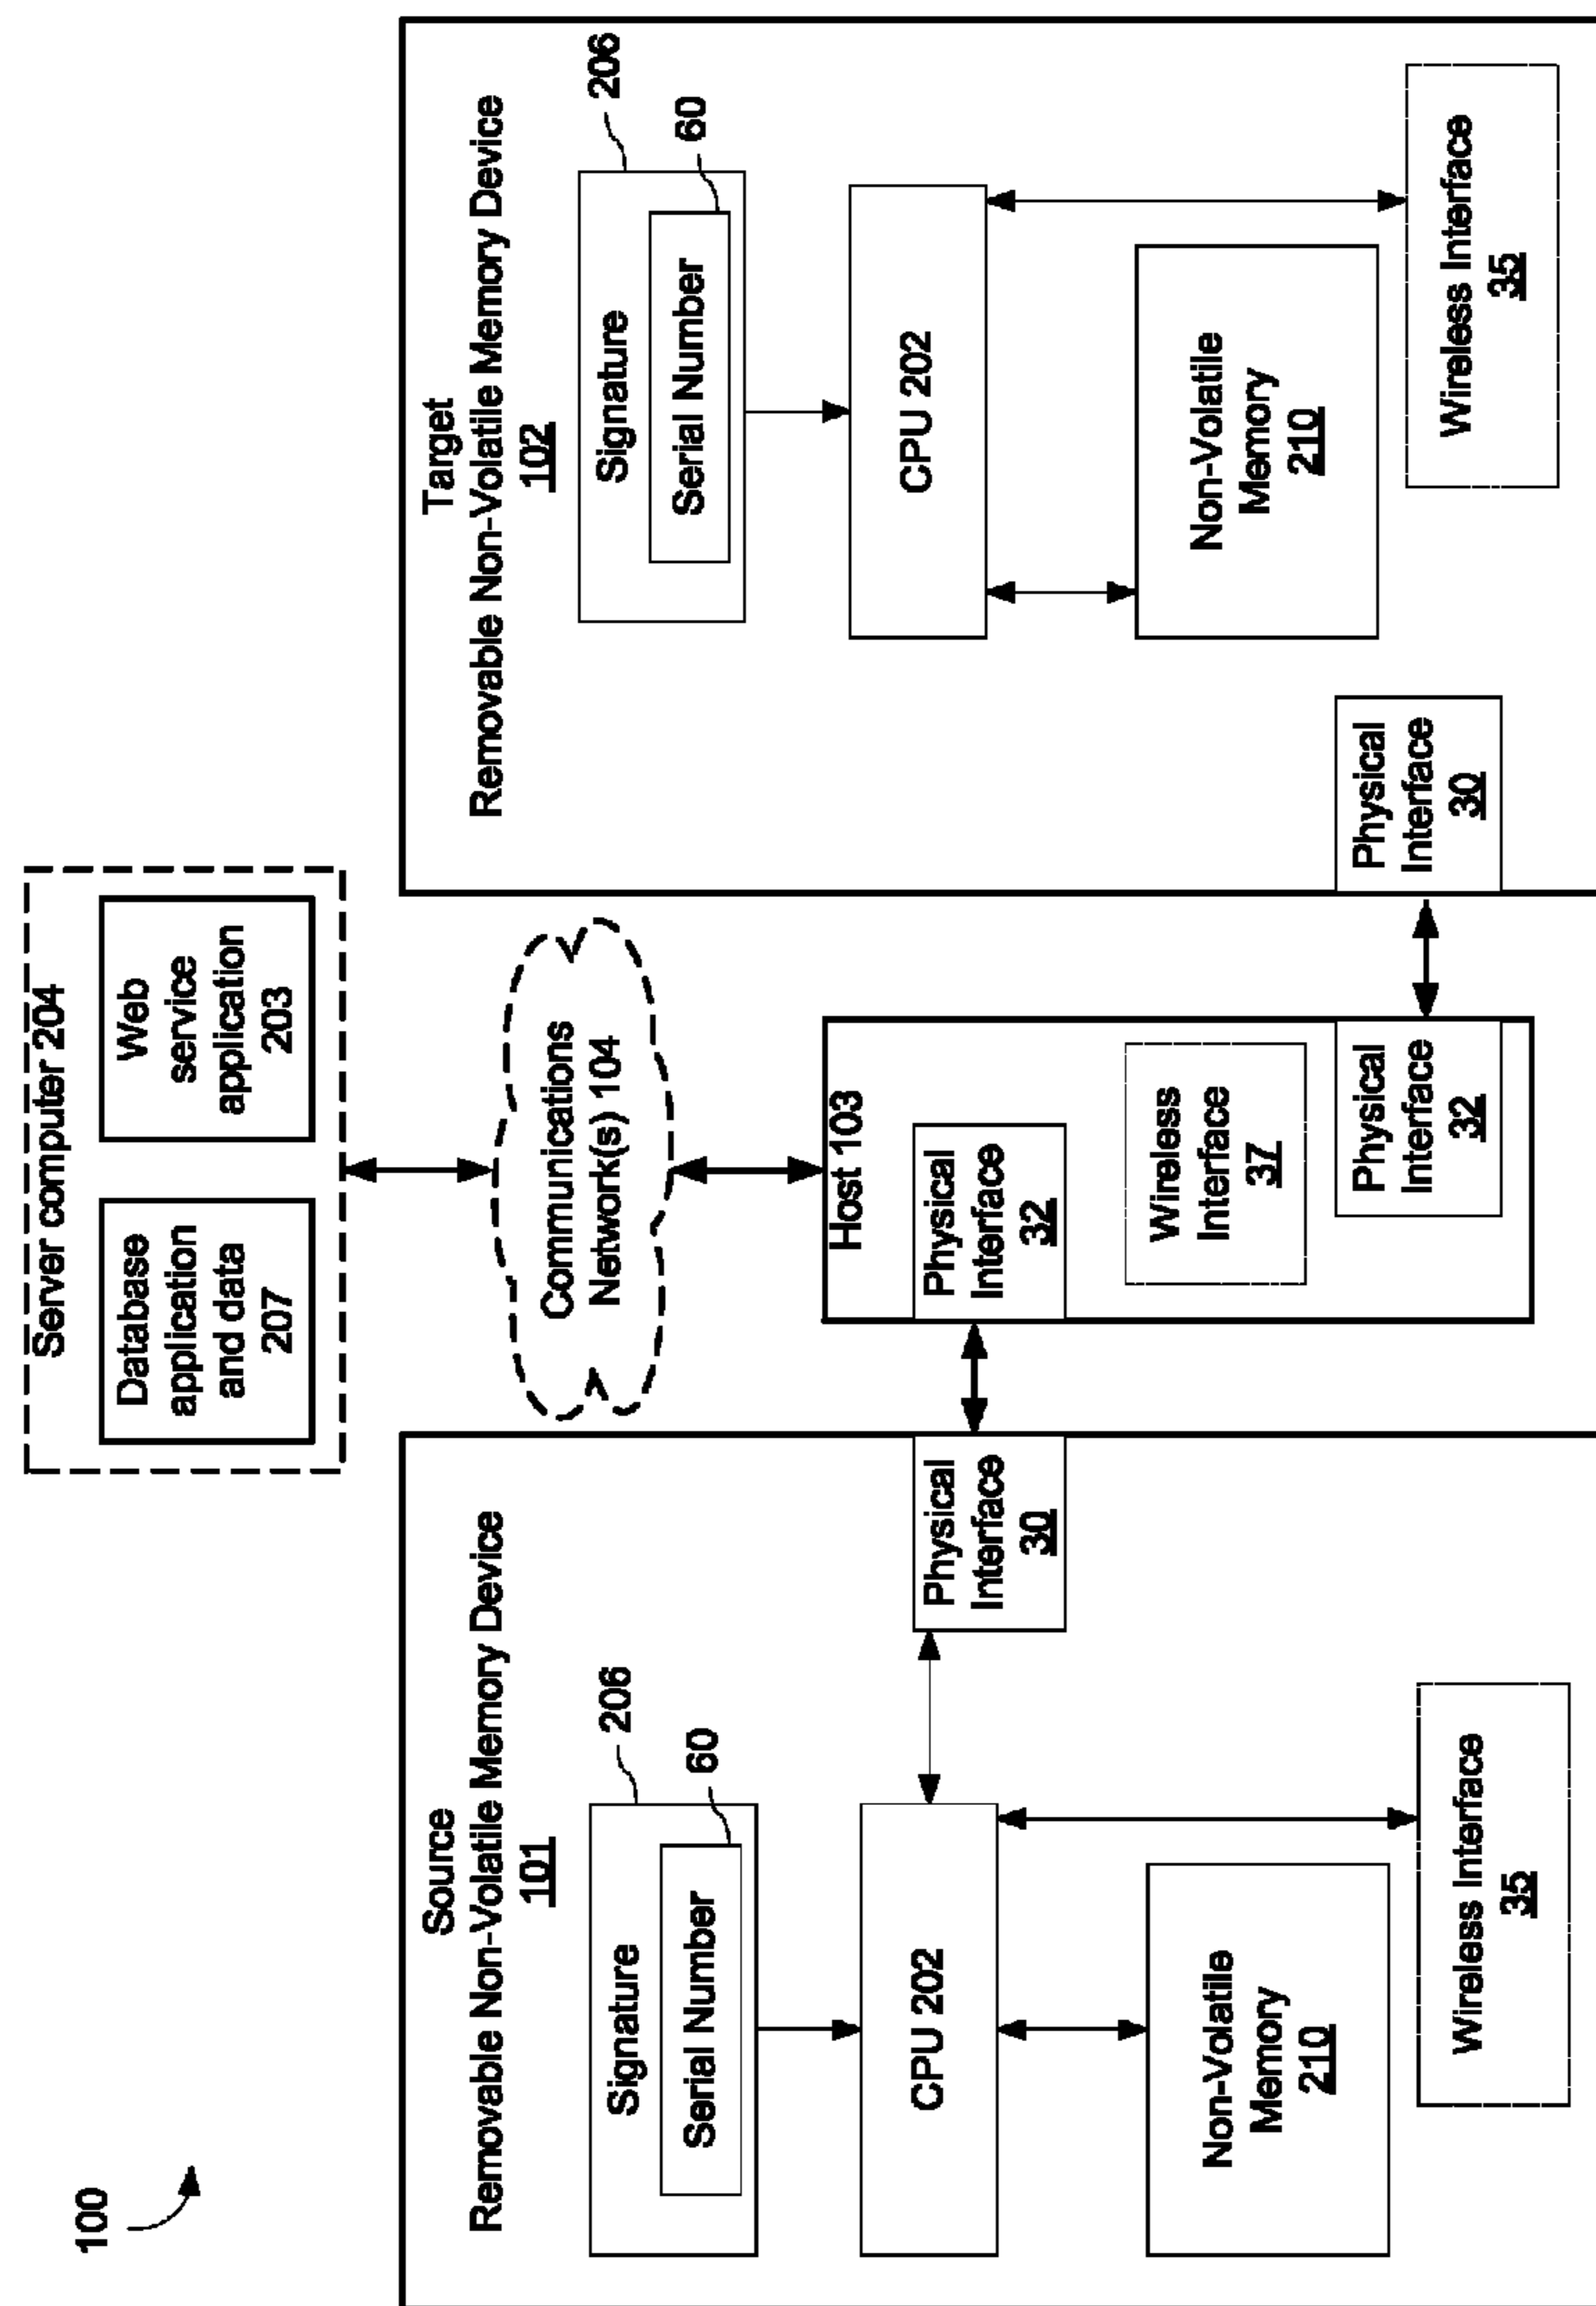 100
Server computer 204
Database
application
and data
207
Web
service
application
203
Communications
Network(s) 104
Source
Removable Non-Volatile Memory Device
101
206
Signature
60
Serial Number
CPU 202
Non-Volatile
Memory
210
Wireless Interface
35
Physical
Interface
30
Host 103
Physical
Interface
32
Wireless
Interface
37
Physical
Interface
32
Target
Removable Non-Volatile Memory Device
102
206
Signature
60
Serial Number
CPU 202
Non-Volatile
Memory
210
Physical
Interface
30
Wireless Interface
35